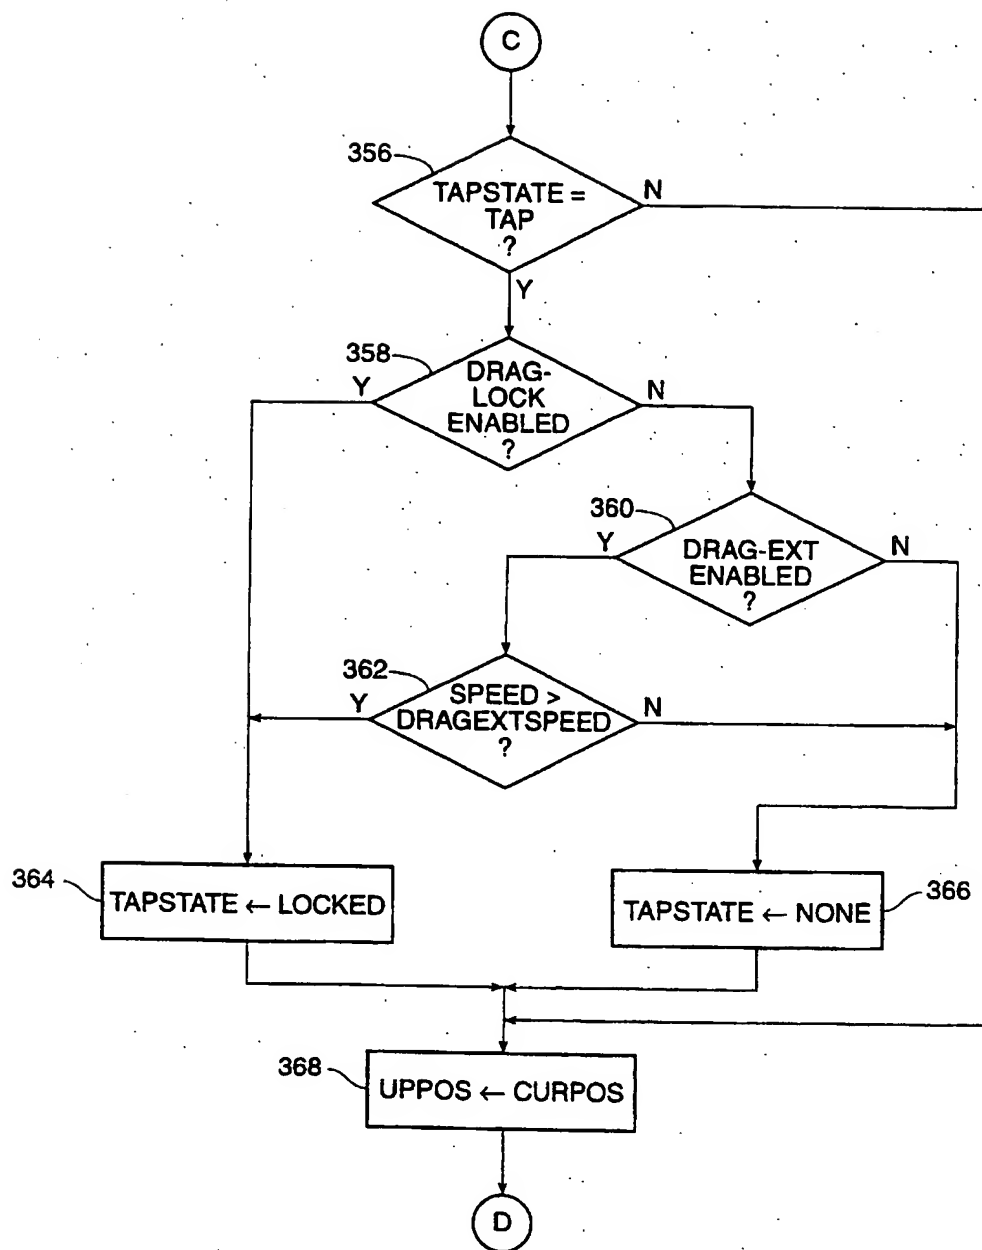 C
356
TAPSTATE =
TAP
?
N
Y
358
DRAG-
LOCK
ENABLED
?
Y
N
360
DRAG-EXT
ENABLED
?
Y
N
362
SPEED >
DRAGEXTSPEED
?
Y
N
364
TAPSTATE ← LOCKED
TAPSTATE ← NONE
366
368
UPPOS ← CURPOS
D